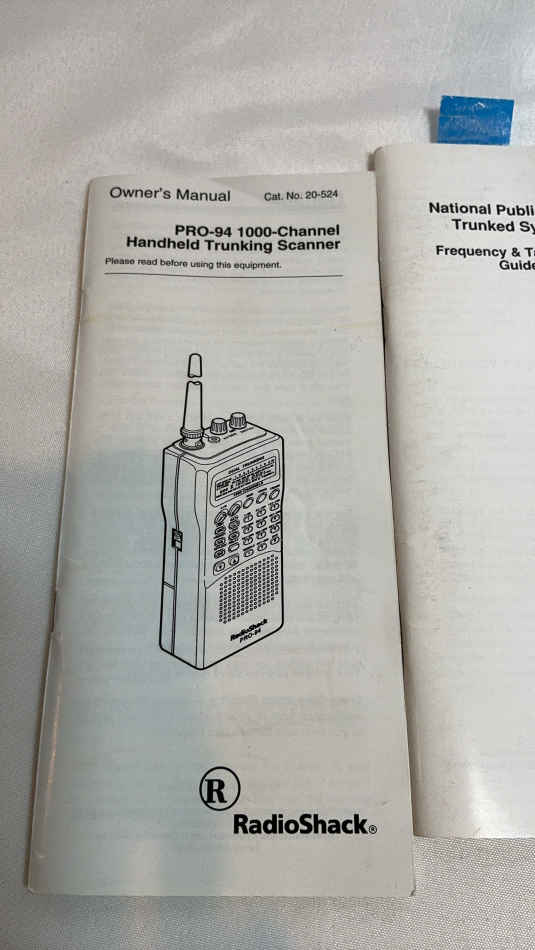 Owner's Manual
Cat. No. 20-524
PRO-94 1000-Channel
Handheld Trunking Scanner
Please read before using this equipment.
RadioShack
PRO-94
R
RadioShack®
National Publi
Trunked Sy
Frequency & T
Guide